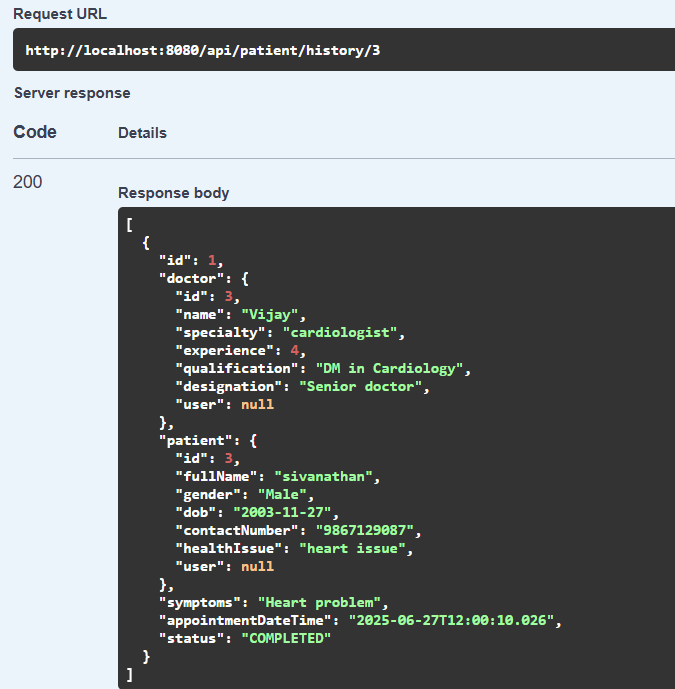 Request URL
http://localhost:8080/api/patient/history/3
Server response
Code Details
200
Response body
[
  {
    "id": 1,
    "doctor": {
      "id": 3,
      "name": "Vijay",
      "specialty": "cardiologist",
      "experience": 4,
      "qualification": "DM in Cardiology",
      "designation": "Senior doctor",
      "user": null
    },
    "patient": {
      "id": 3,
      "fullName": "sivanathan",
      "gender": "Male",
      "dob": "2003-11-27",
      "contactNumber": "9867129087",
      "healthIssue": "heart issue",
      "user": null
    },
    "symptoms": "Heart problem",
    "appointmentDateTime": "2025-06-27T12:00:10.026",
    "status": "COMPLETED"
  }
]